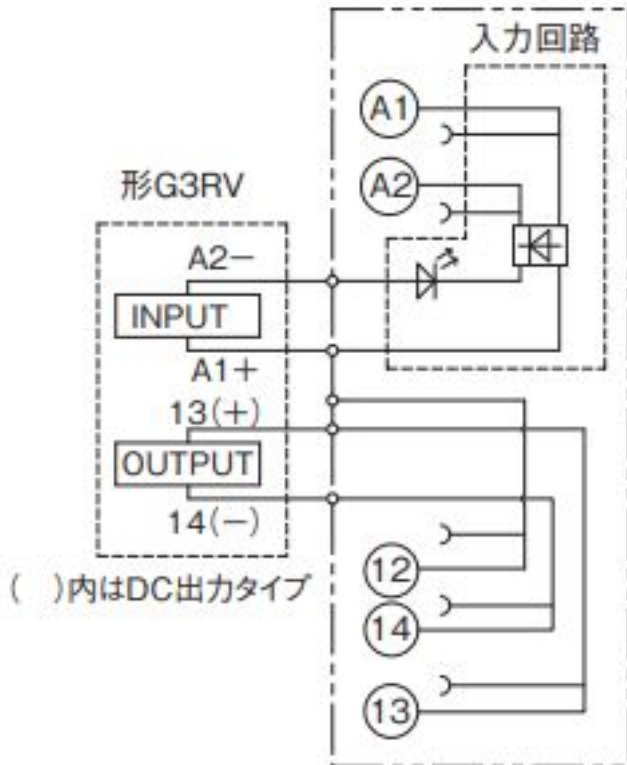 入力回路
A1
A2
形G3RV
A2−
INPUT
A1+
13(+)
OUTPUT
14(−)
( )内はDC出力タイプ
12
14
13